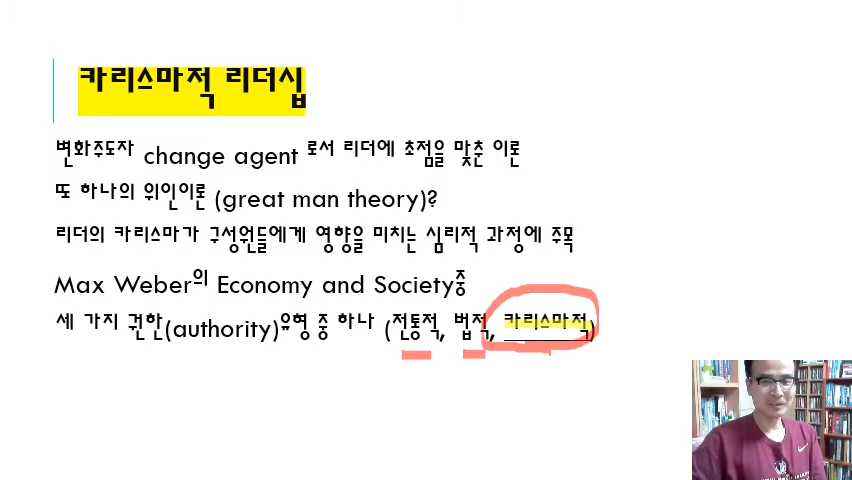 카리스마적 리더십
변화주도자 change agent 로서 리더에 초점을 맞춘 이론
또 하나의 위인이론 (great man theory)?
리더의 카리스마가 구성원들에게 영향을 미치는 심리적 과정에 주목
Max Weber의 Economy and Society중
세 가지 권한(authority)유형 중 하나 (전통적, 법적, 카리스마적)